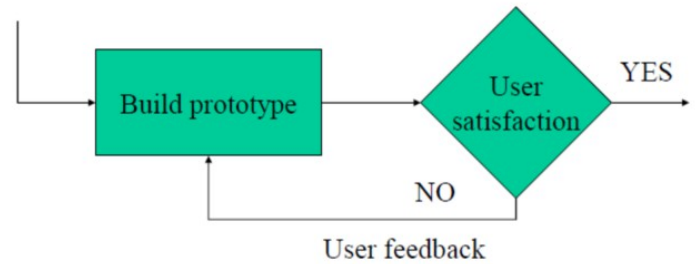 Build prototype
User
satisfaction
YES
NO
User feedback